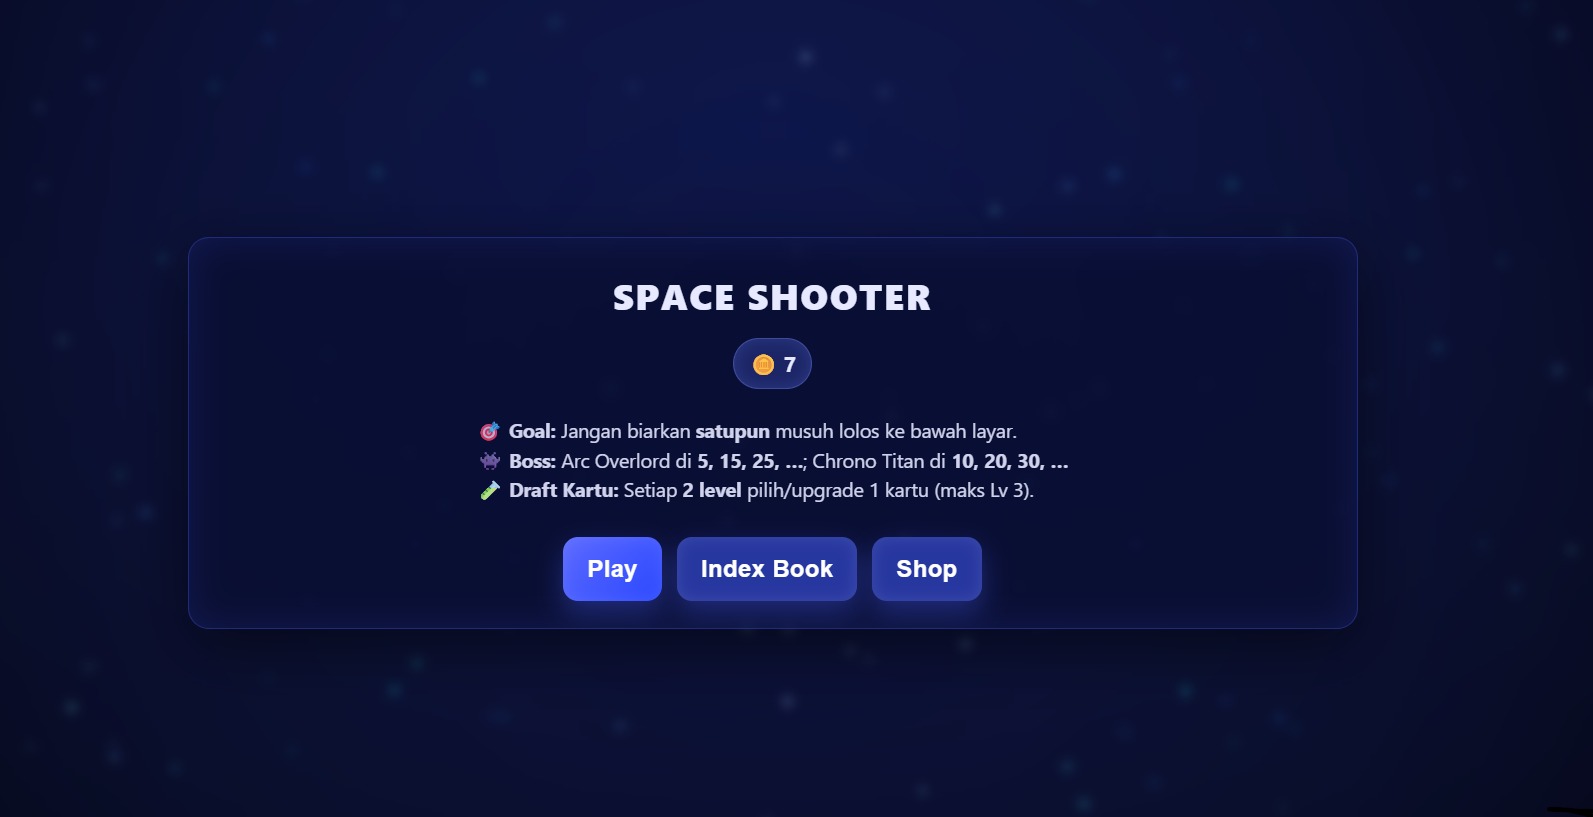 SPACE SHOOTER
7
Goal: Jangan biarkan satupun musuh lolos ke bawah layar.
Boss: Arc Overlord di 5, 15, 25, ...; Chrono Titan di 10, 20, 30, ...
Draft Kartu: Setiap 2 level pilih/upgrade 1 kartu (maks Lv 3).
Play Index Book Shop